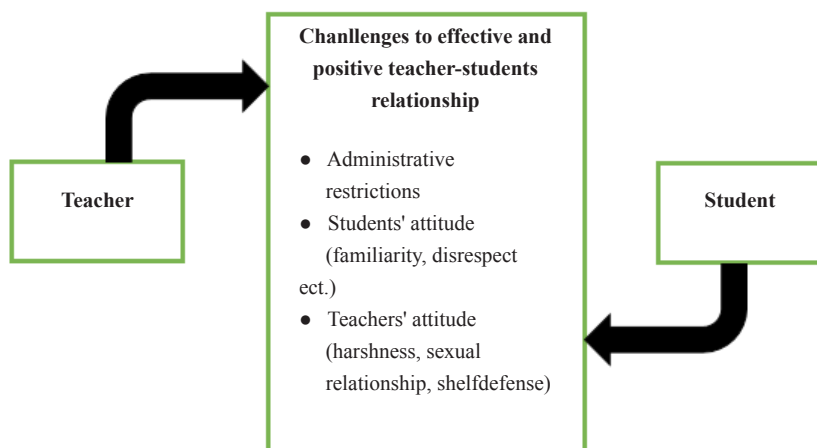 Chanllenges to effective and
positive teacher-students
relationship
● Administrative
restrictions
● Students' attitude
(familiarity, disrespect
ect.)
● Teachers' attitude
(harshness, sexual
relationship, shelfdefense)
Teacher
Student